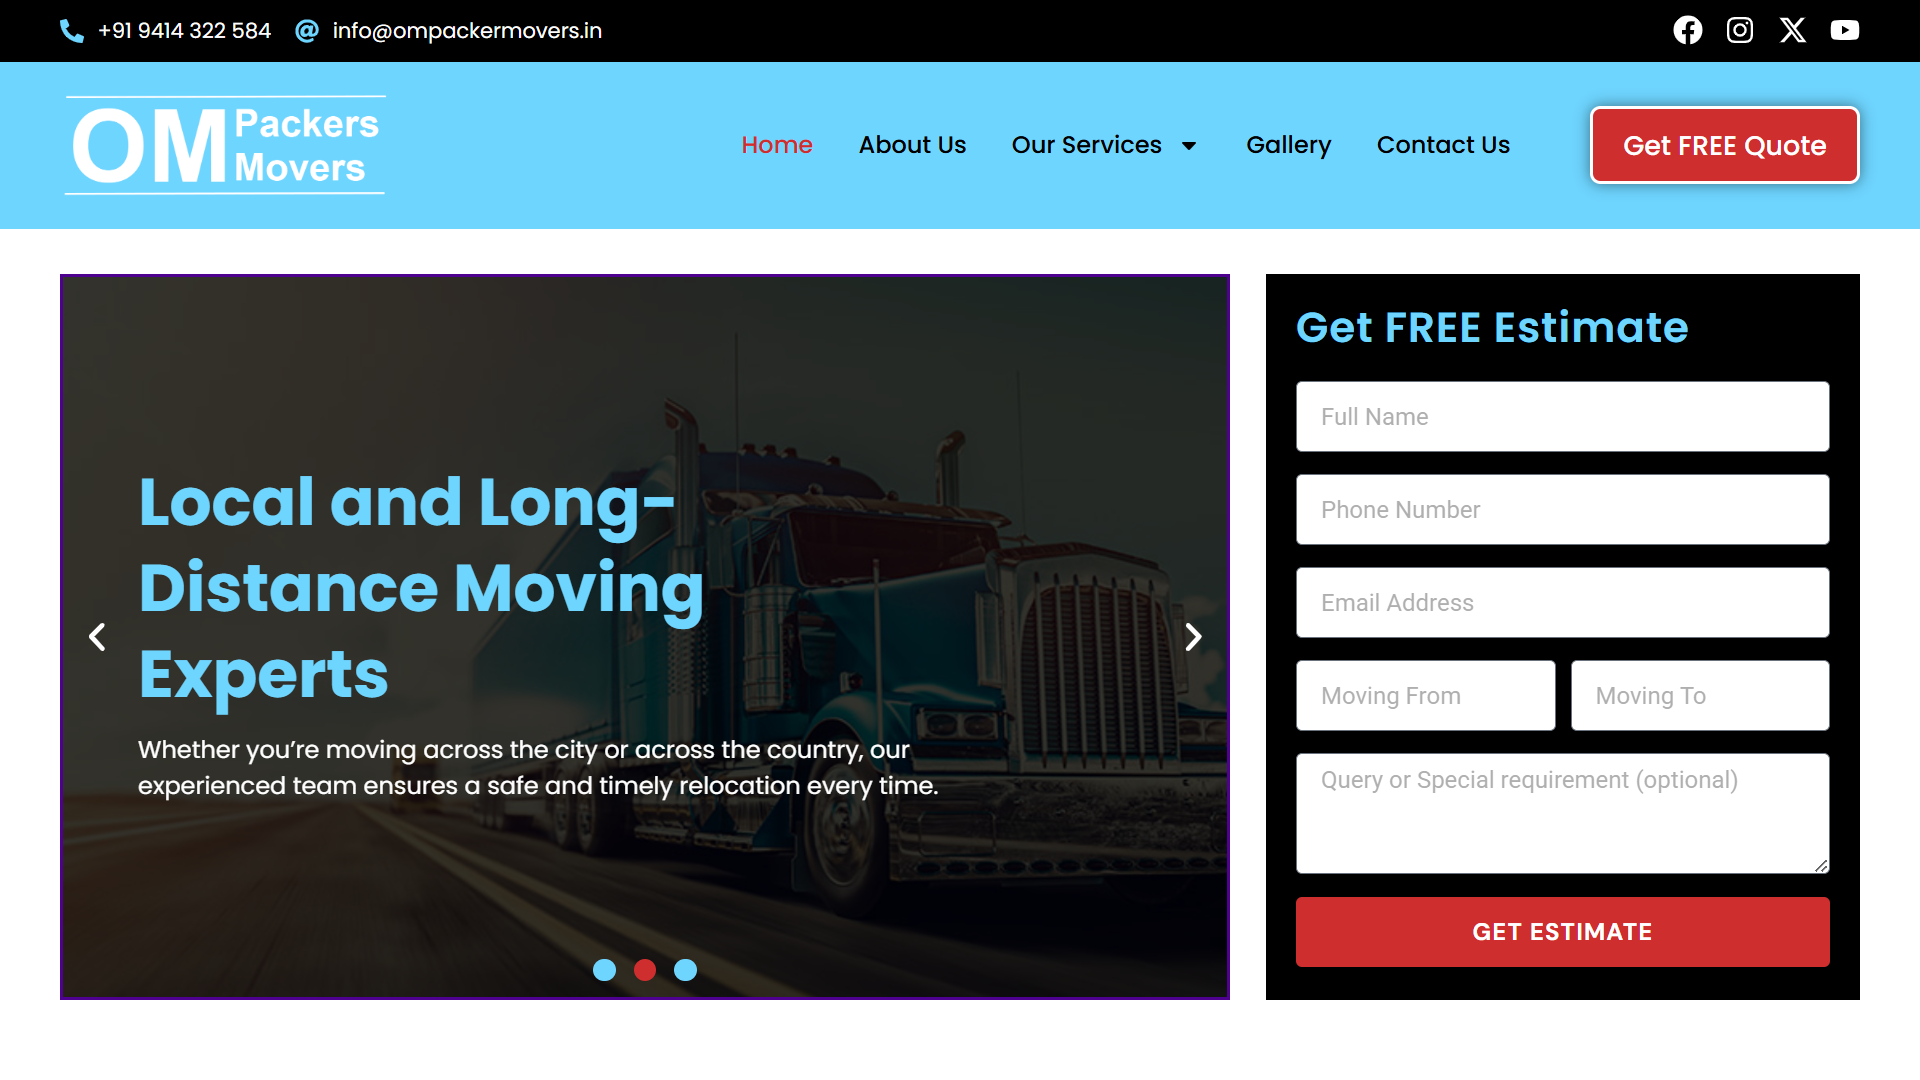 +91 9414 322 584
info@ompackermovers.in
OM Packers Movers
Home
About Us
Our Services
Gallery
Contact Us
Get FREE Quote
Local and Long-
Distance Moving
Experts
Whether you’re moving across the city or across the country, our
experienced team ensures a safe and timely relocation every time.
Get FREE Estimate
Full Name
Phone Number
Email Address
Moving From
Moving To
Query or Special requirement (optional)
GET ESTIMATE